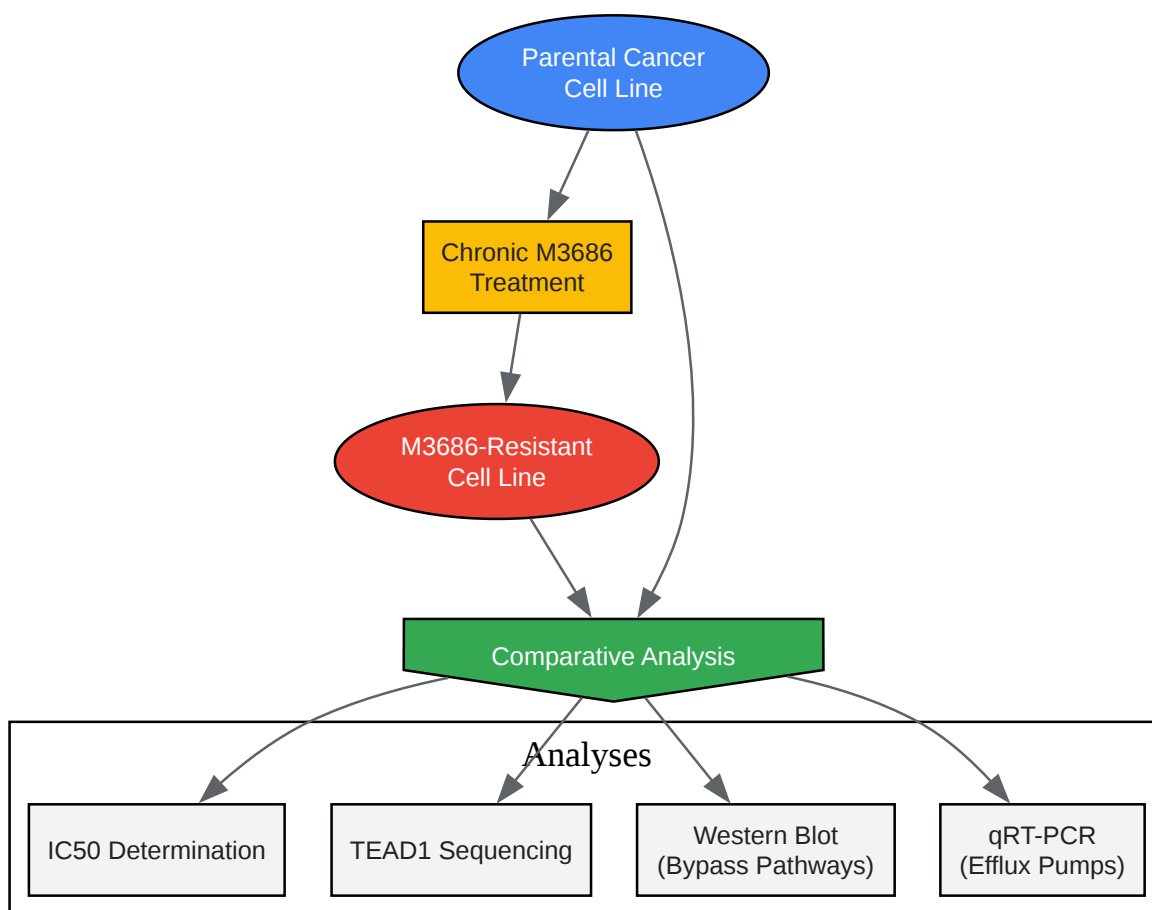 Parental Cancer
Cell Line
Chronic M3686
Treatment
M3686-Resistant
Cell Line
Comparative Analysis
Analyses
IC50 Determination
TEAD1 Sequencing
Western Blot
(Bypass Pathways)
qRT-PCR
(Efflux Pumps)